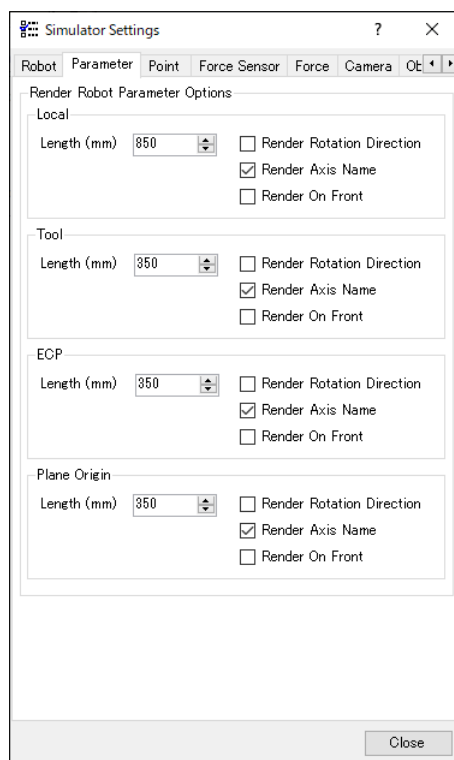 Simulator Settings ? ×
Robot Parameter Point Force Sensor Force Camera
Render Robot Parameter Options
Local
Length (mm) 850 Render Rotation Direction
Render Axis Name
Render On Front
Tool
Length (mm) 350 Render Rotation Direction
Render Axis Name
Render On Front
ECP
Length (mm) 350 Render Rotation Direction
Render Axis Name
Render On Front
Plane Origin
Length (mm) 350 Render Rotation Direction
Render Axis Name
Render On Front
Close